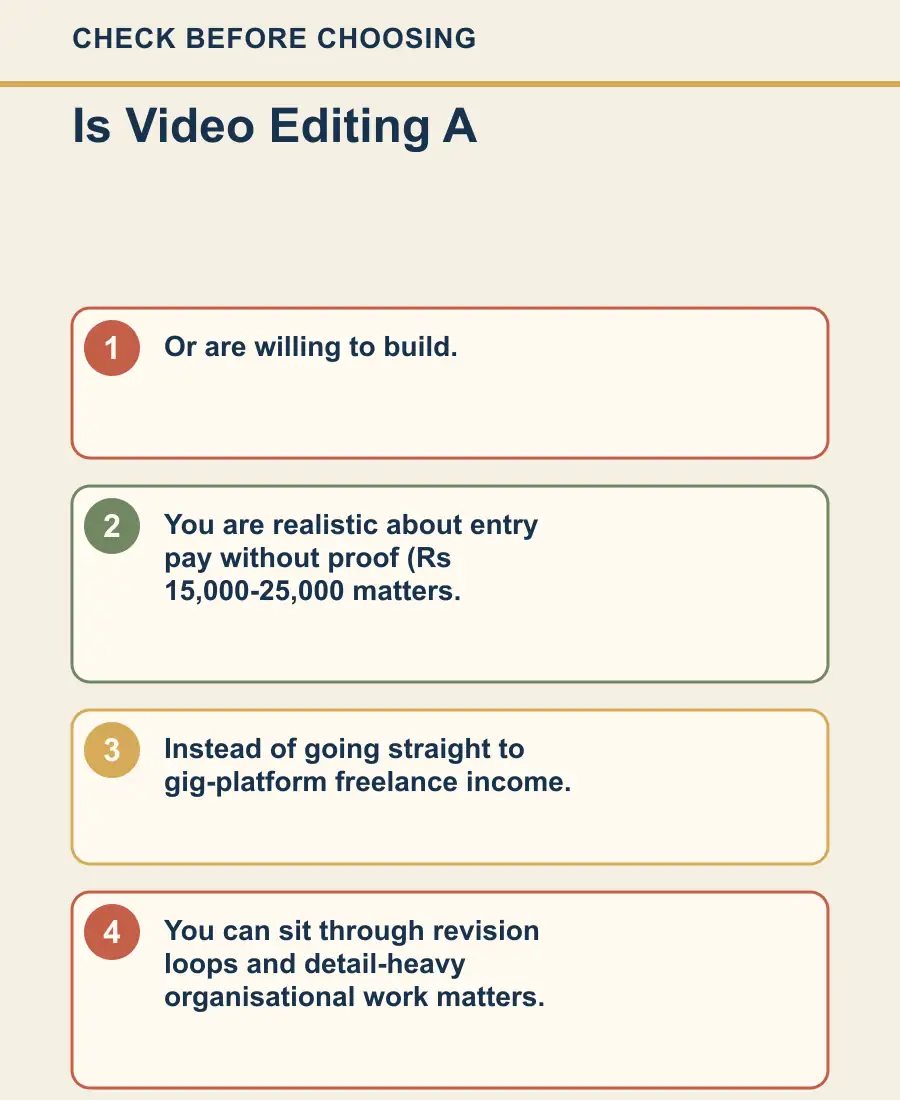 CHECK BEFORE CHOOSING
Is Video Editing A
1
Or are willing to build.
2
You are realistic about entry
pay without proof (Rs
15,000-25,000 matters.
3
Instead of going straight to
gig-platform freelance income.
4
You can sit through revision
loops and detail-heavy
organisational work matters.